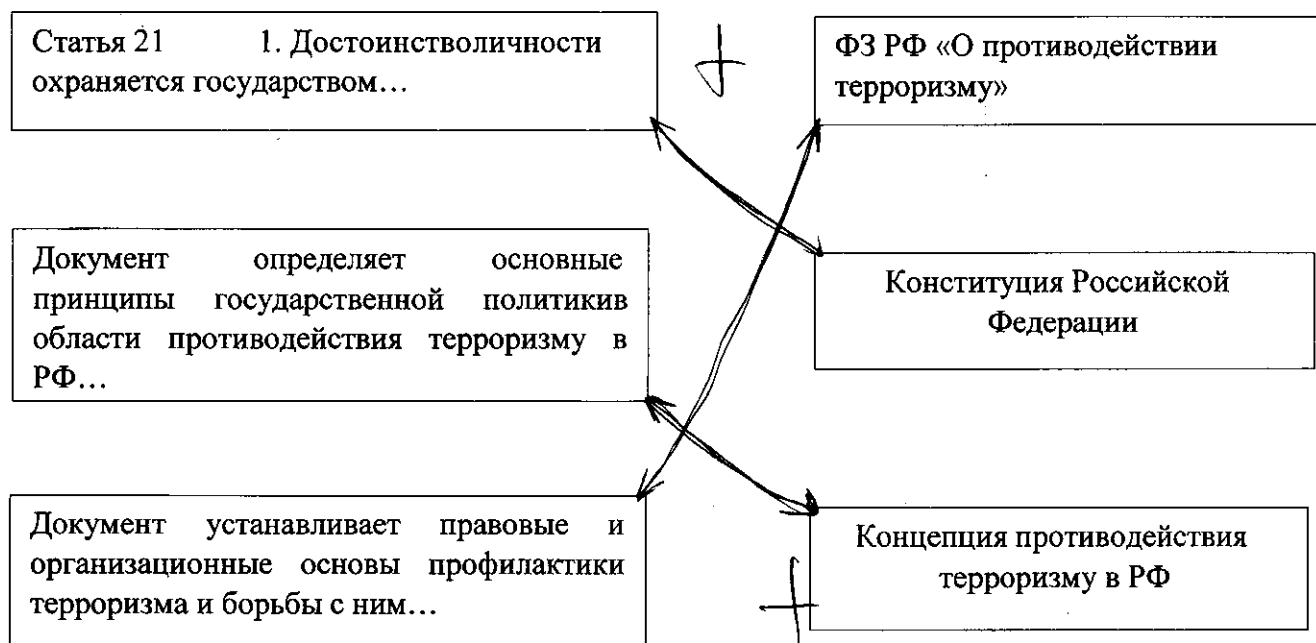 Статья 21 1. Достоинстволичности
охраняется государством...
+
ФЗ РФ «О противодействии
терроризму»
Документ определяет основные
принципы государственной политикив
области противодействия терроризму в
РФ...
Конституция Российской
Федерации
Документ устанавливает правовые и
организационные основы профилактики
терроризма и борьбы с ним...
+
Концепция противодействия
терроризму в РФ